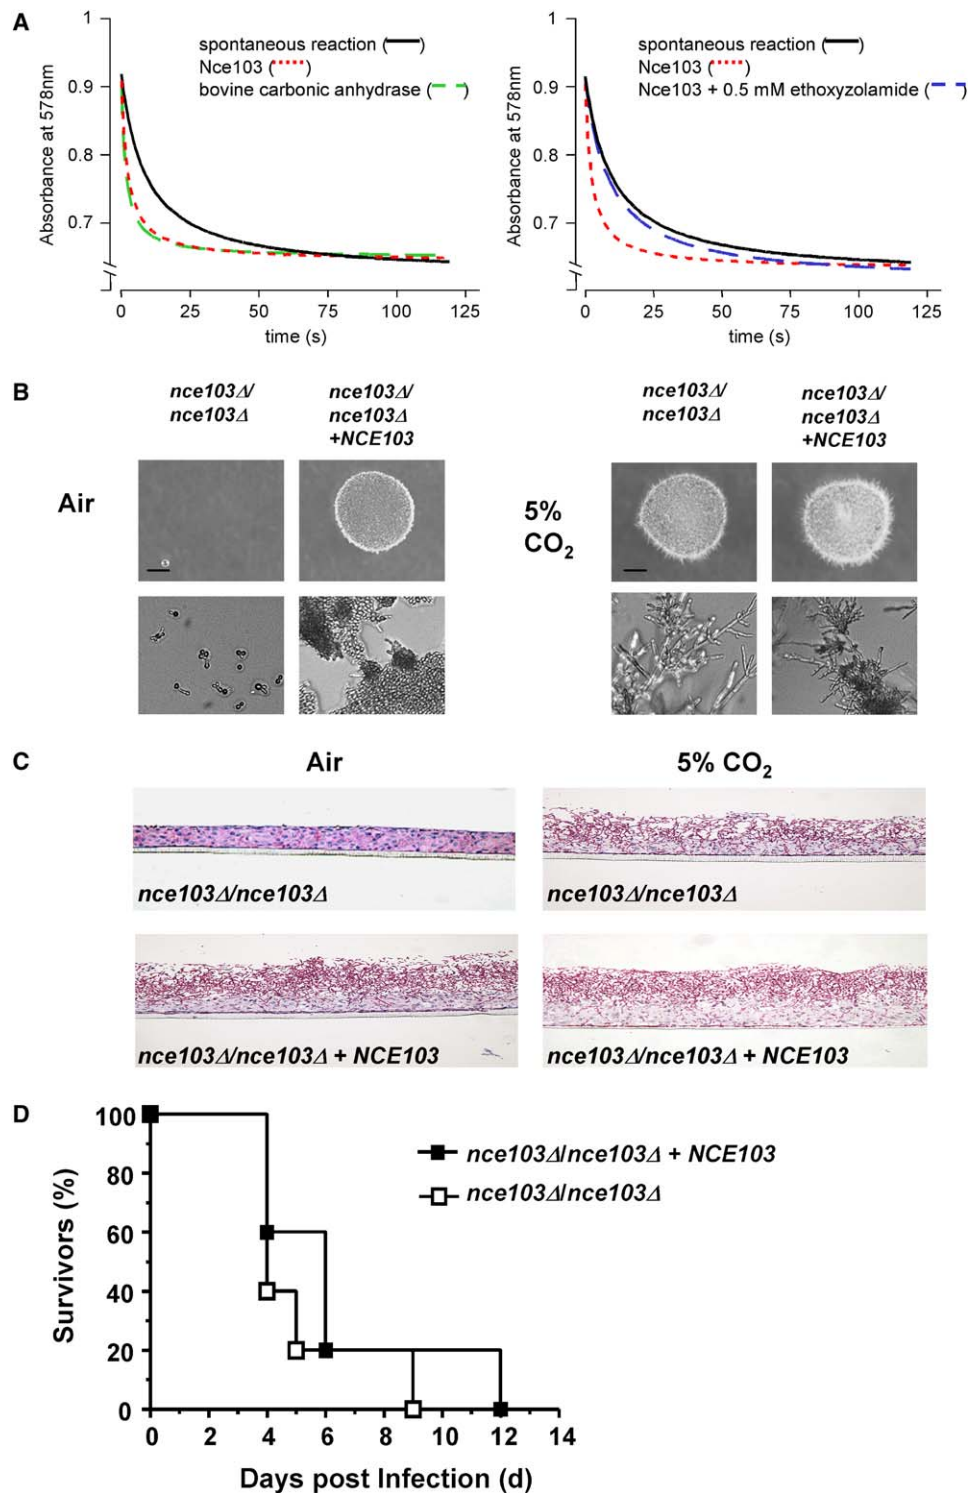 A
Absorbance at 578nm
1
0.9
0.8
0.7
spontaneous reaction (—)
Nce103 (·····)
bovine carbonic anhydrase (– –)
0 25 50 75 100 125
time (s)
Absorbance at 578nm
1
0.9
0.8
0.7
spontaneous reaction (—)
Nce103 (·····)
Nce103 + 0.5 mM ethoxyzolamide (– –)
0 25 50 75 100 125
time (s)
B
nce103Δ/
nce103Δ
nce103Δ/
nce103Δ
+NCE103
nce103Δ/
nce103Δ
nce103Δ/
nce103Δ
+NCE103
Air
5%
CO₂
C
Air
5% CO₂
nce103Δ/nce103Δ
nce103Δ/nce103Δ
nce103Δ/nce103Δ + NCE103
nce103Δ/nce103Δ + NCE103
D
Survivors (%)
100
80
60
40
20
0
nce103Δ/nce103Δ + NCE103
nce103Δ/nce103Δ
0 2 4 6 8 10 12 14
Days post Infection (d)